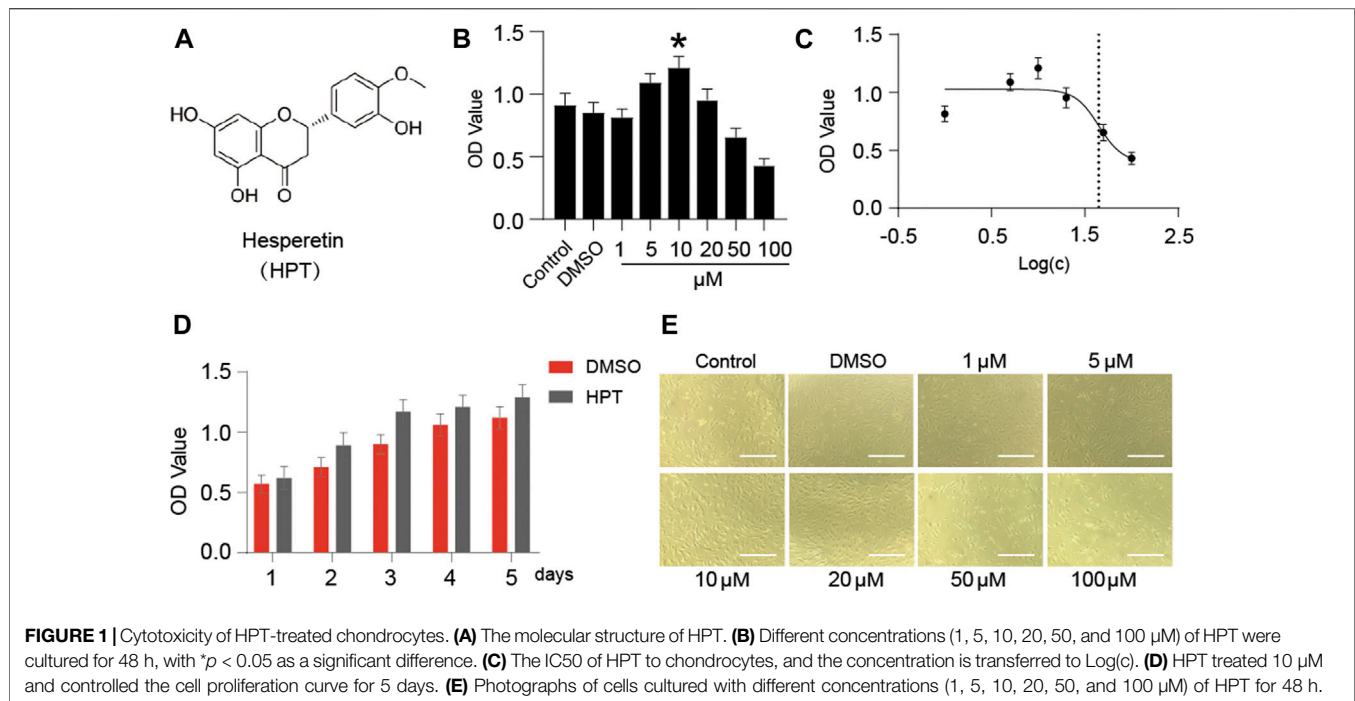 A
HO
O
O
OH
OH
O
Hesperetin
(HPT)
B
OD Value
1.5
1.0
0.5
0.0
*
Control
DMSO
1
5
10
20
50
100
µM
C
OD Value
1.5
1.0
0.5
0.0
-0.5
0.5
1.5
2.5
Log(c)
D
OD Value
1.5
1.0
0.5
0.0
1
2
3
4
5
days
DMSO
HPT
E
Control
DMSO
1 µM
5 µM
10 µM
20 µM
50 µM
100 µM
FIGURE 1 | Cytotoxicity of HPT-treated chondrocytes. (A) The molecular structure of HPT. (B) Different concentrations (1, 5, 10, 20, 50, and 100 µM) of HPT were
cultured for 48 h, with *p < 0.05 as a significant difference. (C) The IC50 of HPT to chondrocytes, and the concentration is transferred to Log(c). (D) HPT treated 10 µM
and controlled the cell proliferation curve for 5 days. (E) Photographs of cells cultured with different concentrations (1, 5, 10, 20, 50, and 100 µM) of HPT for 48 h.